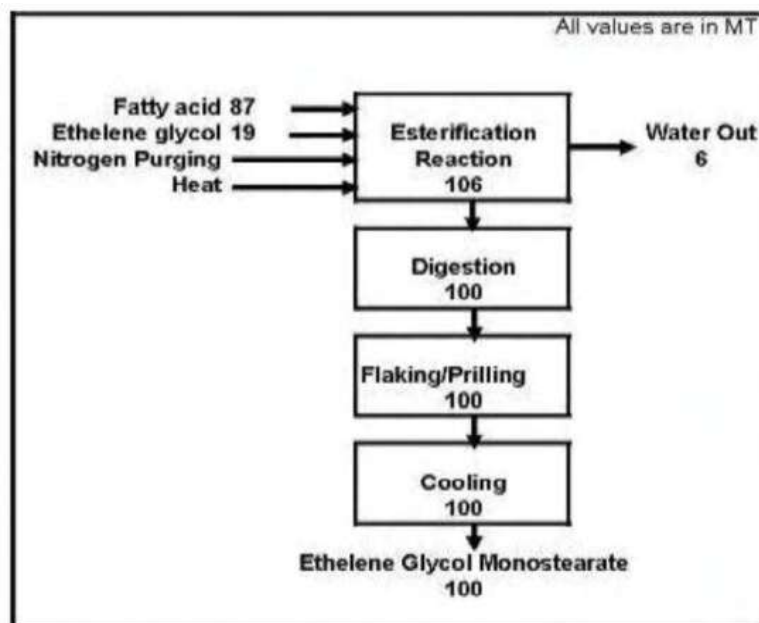 All values are in MT
Fatty acid 87
Ethelene glycol 19
Nitrogen Purging
Heat
Esterification
Reaction
106
Water Out
6
Digestion
100
Flaking/Prilling
100
Cooling
100
Ethelene Glycol Monostearate
100